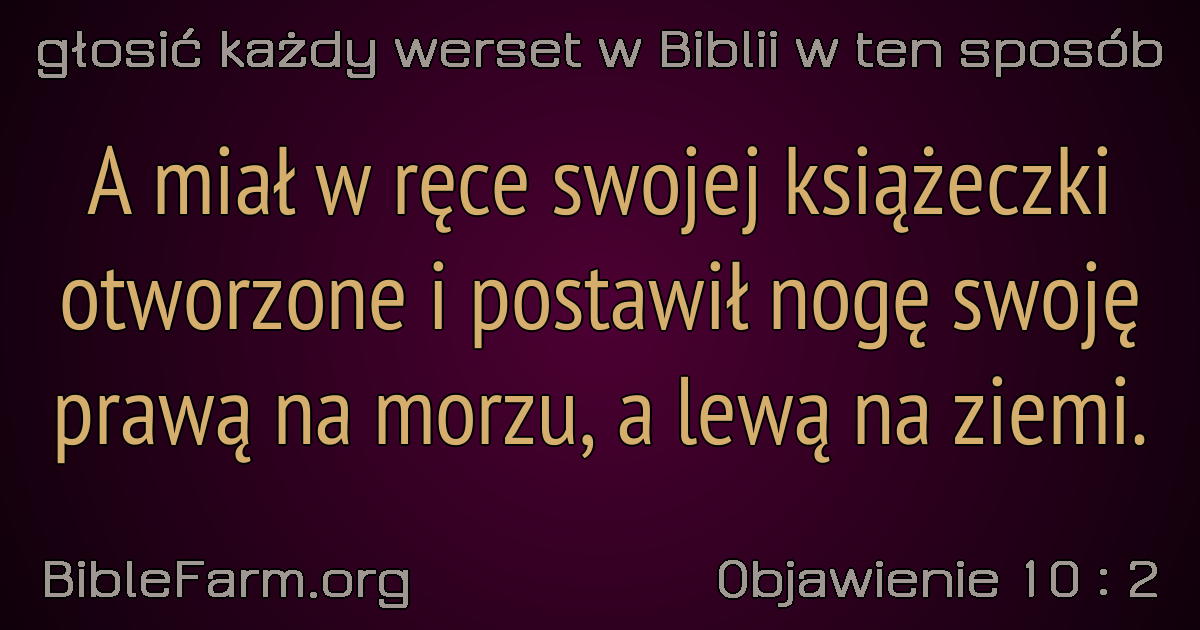 głosić każdy werset w Biblii w ten sposób
A miał w ręce swojej książeczki
otworzone i postawił nogę swoję
prawą na morzu, a lewą na ziemi.
BibleFarm.org
Objawienie 10 : 2